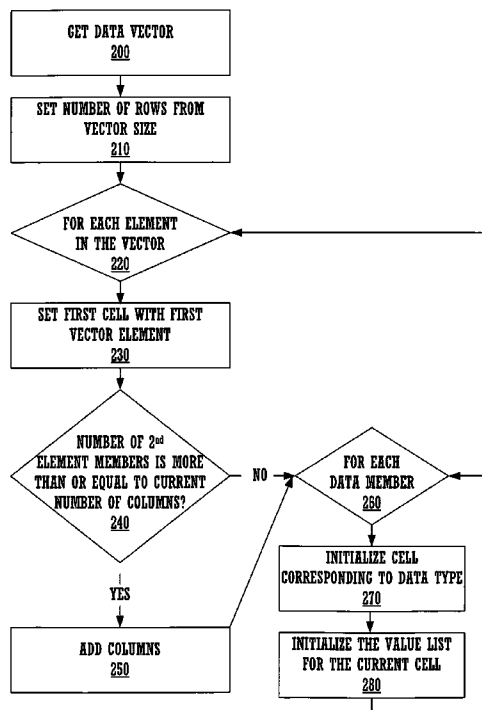 GET DATA VECTOR
200
SET NUMBER OF ROWS FROM
VECTOR SIZE
210
FOR EACH ELEMENT
IN THE VECTOR
220
SET FIRST CELL WITH FIRST
VECTOR ELEMENT
230
NUMBER OF 2nd
ELEMENT MEMBERS IS MORE
THAN OR EQUAL TO CURRENT
NUMBER OF COLUMNS?
240
NO
YES
ADD COLUMNS
250
FOR EACH
DATA MEMBER
260
INITIALIZE CELL
CORRESPONDING TO DATA TYPE
270
INITIALIZE THE VALUE LIST
FOR THE CURRENT CELL
280